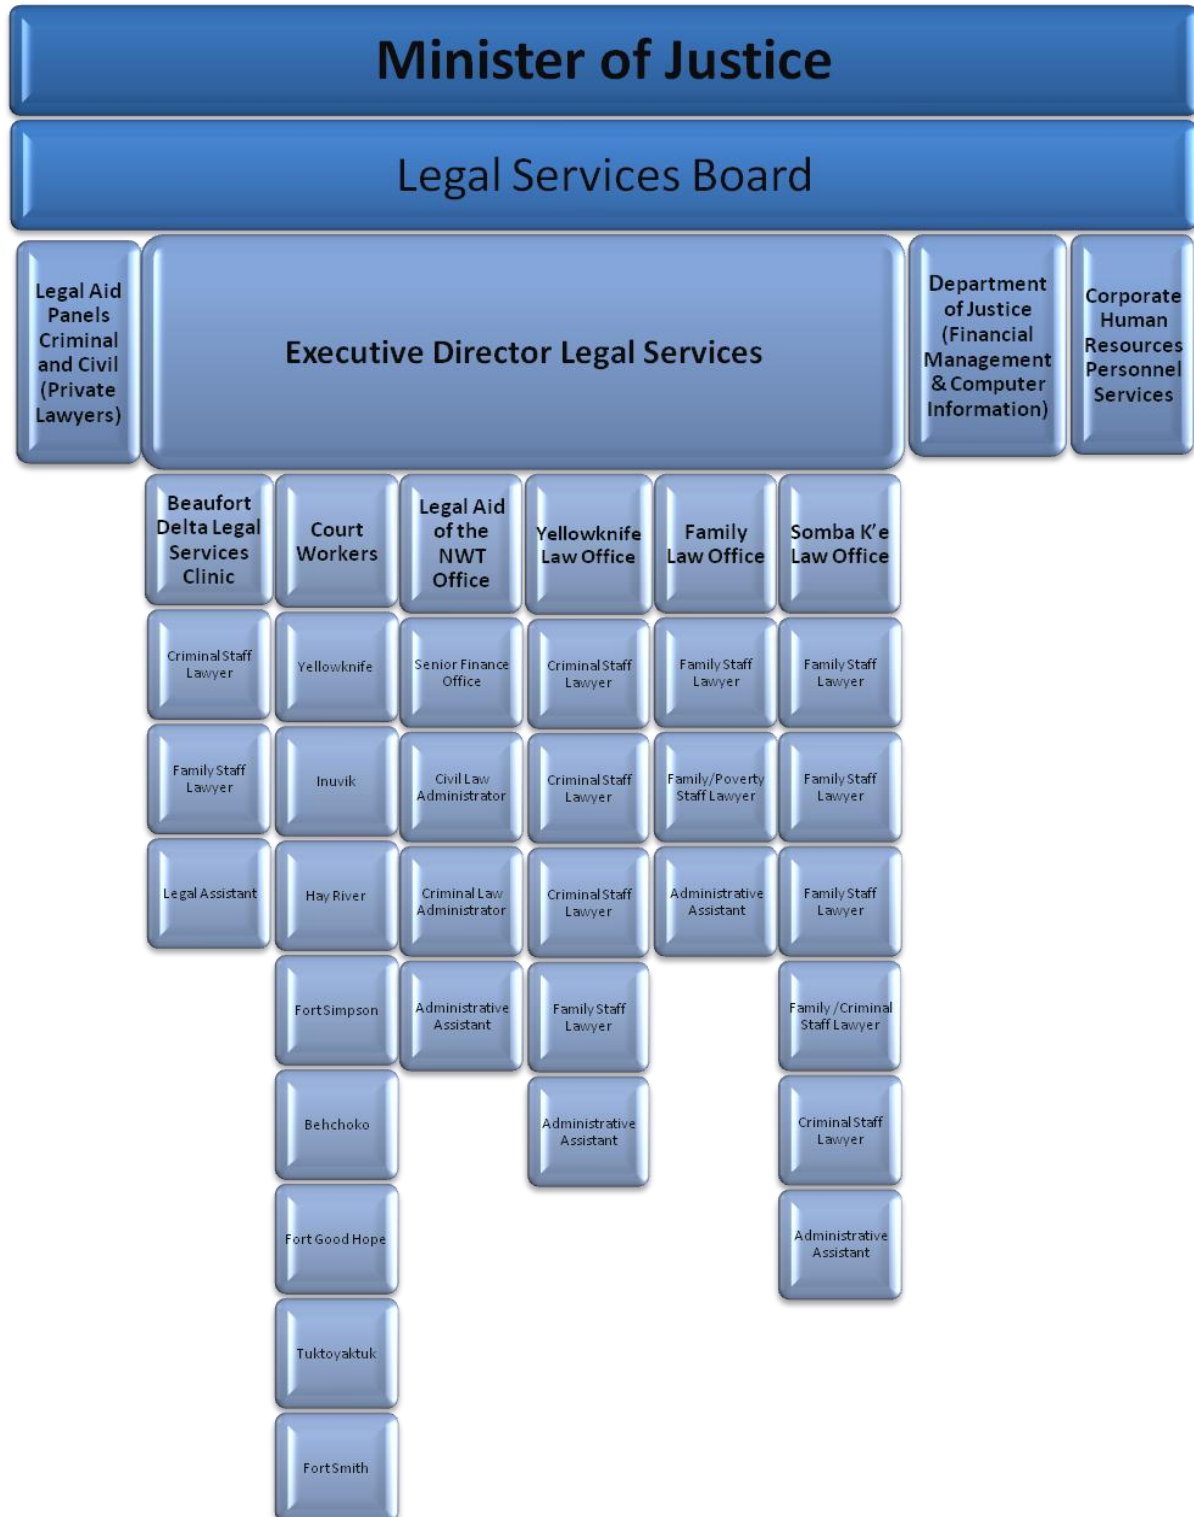 Minister of Justice
Legal Services Board
Legal Aid
Panels
Criminal
and Civil
(Private
Lawyers)
Executive Director Legal Services
Department
of Justice
(Financial
Management
& Computer
Information)
Corporate
Human
Resources
Personnel
Services
Beaufort
Delta Legal
Services
Clinic
Criminal Staff
Lawyer
Family Staff
Lawyer
Legal Assistant
Court
Workers
Yellowknife
Inuvik
Hay River
Fort Simpson
Behchoko
Fort Good Hope
Tuktoyaktuk
Fort Smith
Legal Aid
of the
NWT
Office
Senior Finance
Office
Civil Law
Administrator
Criminal Law
Administrator
Administrative
Assistant
Yellowknife
Law Office
Criminal Staff
Lawyer
Criminal Staff
Lawyer
Criminal Staff
Lawyer
Family Staff
Lawyer
Administrative
Assistant
Family
Law Office
Family Staff
Lawyer
Family/Poverty
Staff Lawyer
Administrative
Assistant
Somba K'e
Law Office
Family Staff
Lawyer
Family Staff
Lawyer
Family Staff
Lawyer
Family /Criminal
Staff Lawyer
Criminal Staff
Lawyer
Administrative
Assistant